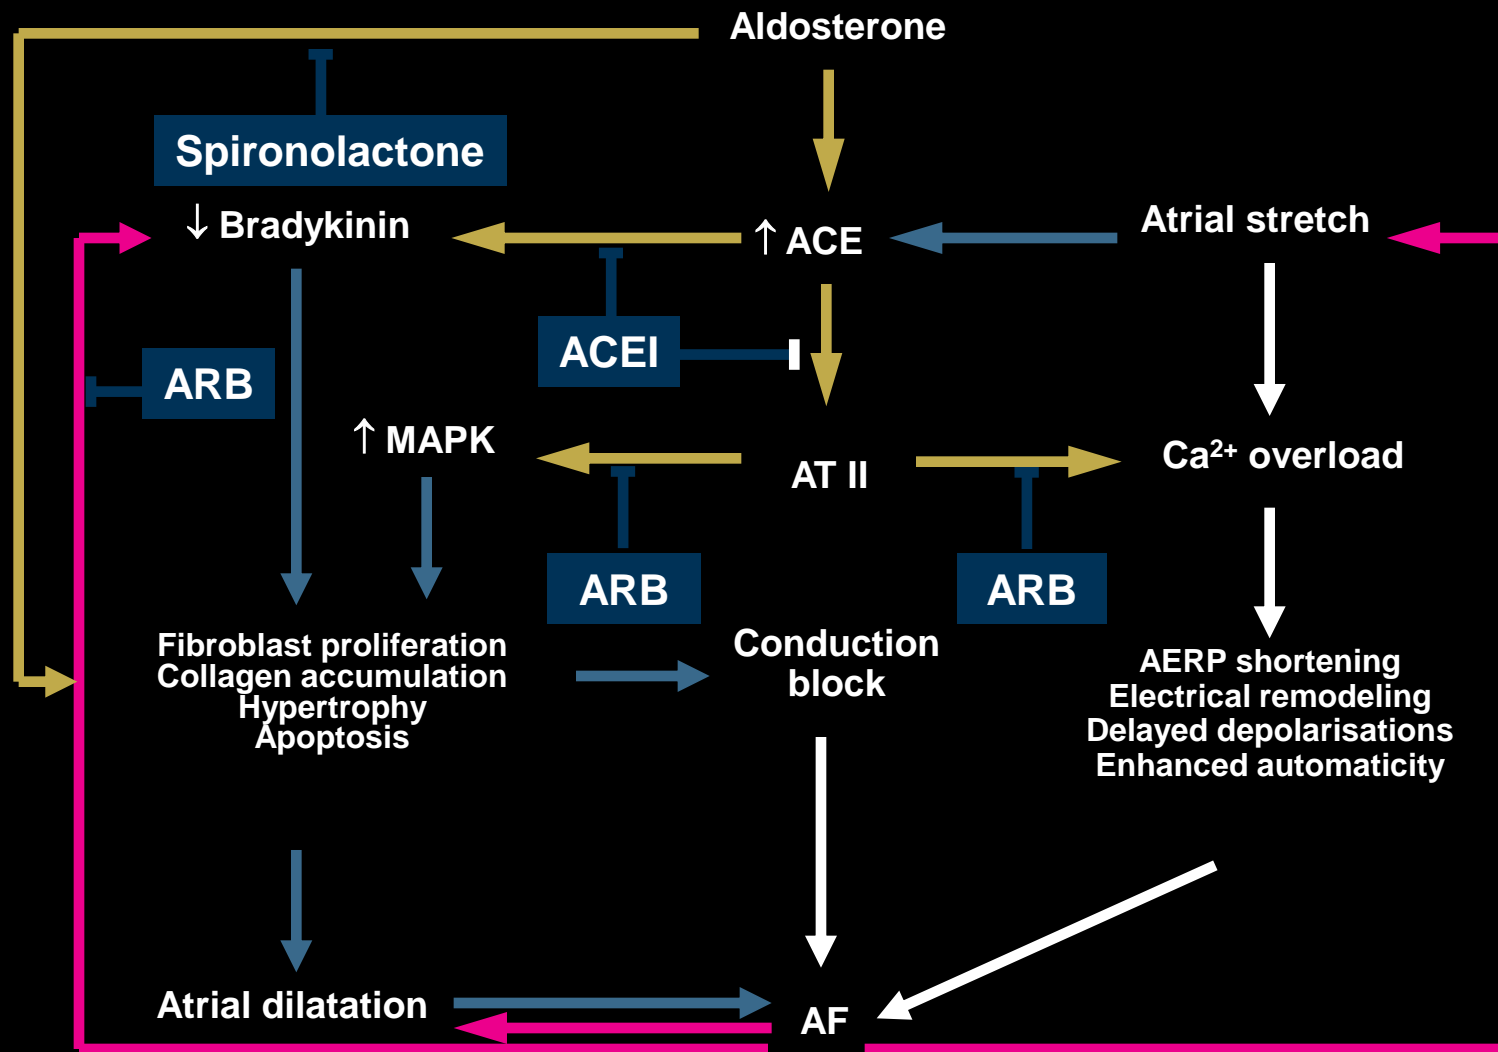 Aldosterone
Spironolactone
↓ Bradykinin
↑ ACE
Atrial stretch
ACEI
ARB
↑ MAPK
AT II
Ca²⁺ overload
ARB
ARB
Fibroblast proliferation
Collagen accumulation
Hypertrophy
Apoptosis
Conduction
block
AERP shortening
Electrical remodeling
Delayed depolarisations
Enhanced automaticity
Atrial dilatation
AF